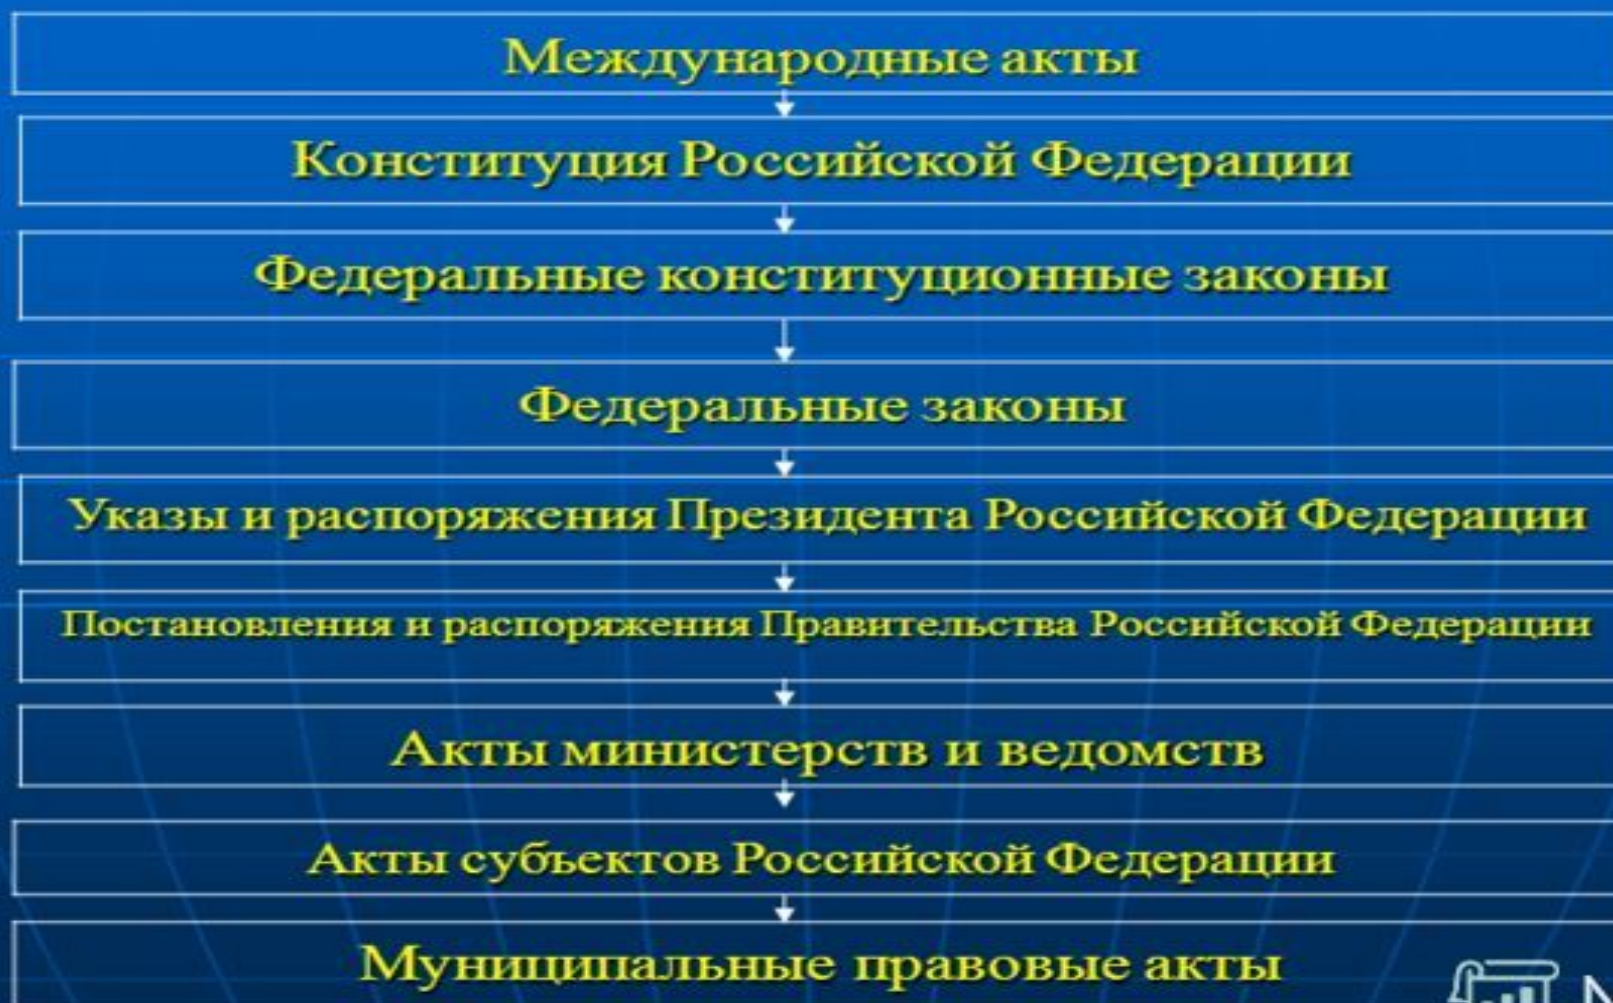 Международные акты
Конституция Российской Федерации
Федеральные конституционные законы
Федеральные законы
Указы и распоряжения Президента Российской Федерации
Постановления и распоряжения Правительства Российской Федерации
Акты министерств и ведомств
Акты субъектов Российской Федерации
Муниципальные правовые акты